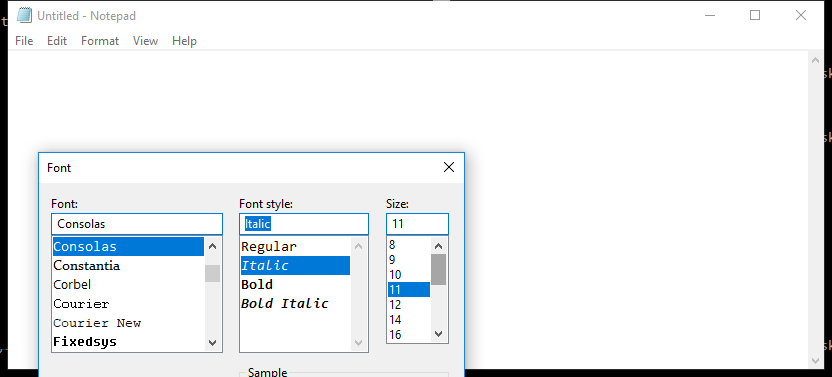 Untitled - Notepad
File Edit Format View Help
Font
Font: Font style: Size:
Consolas Italic 11
Consolas Regular 8
Constantia Italic 9
Corbel Bold 10
Courier Bold Italic 11
Courier New 12
Fixedsys 14
16
Sample